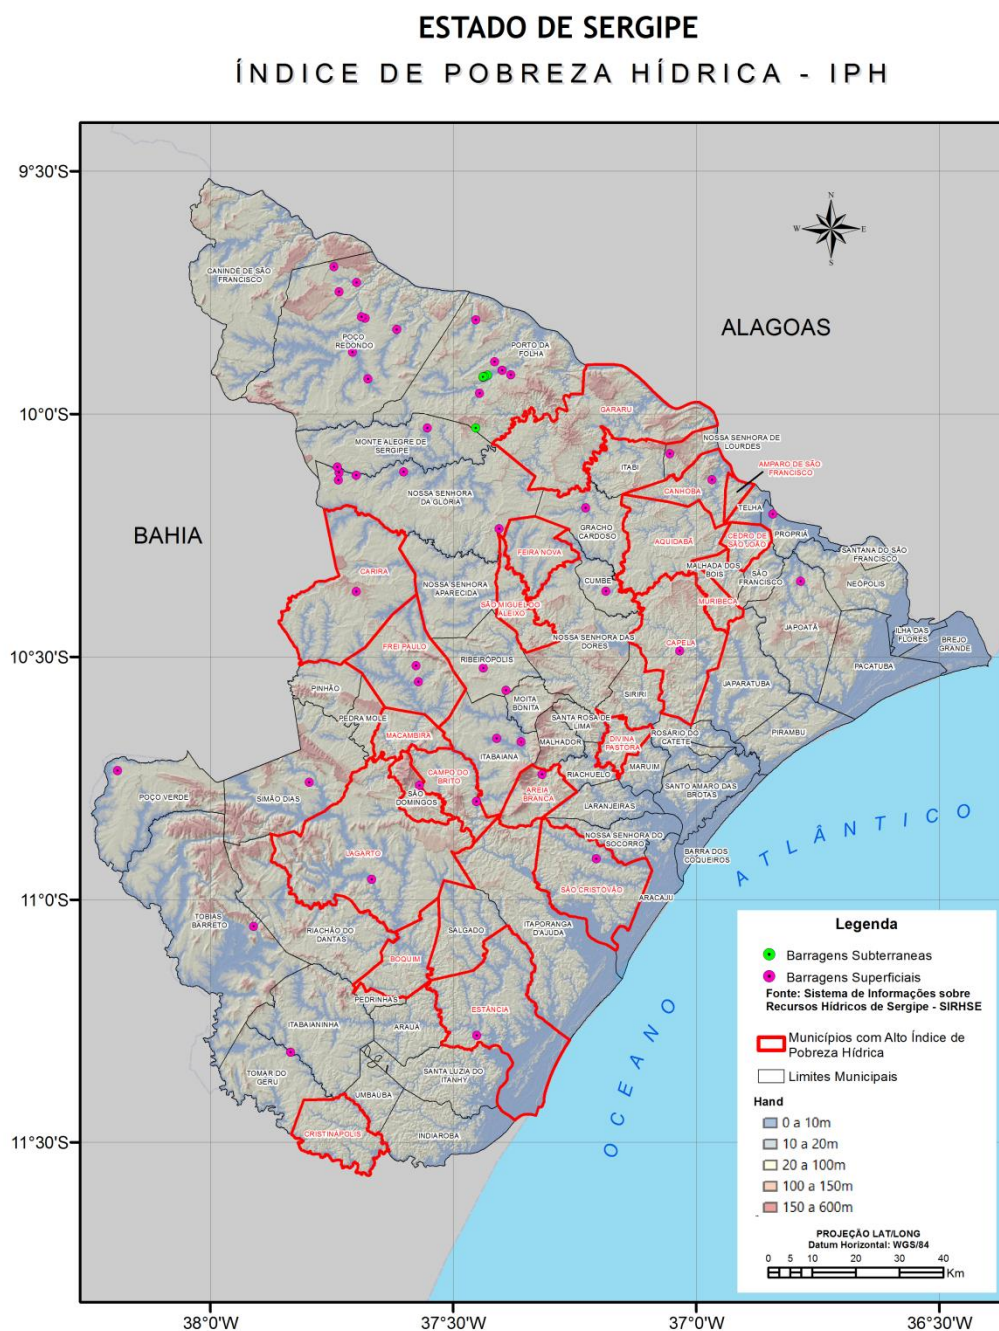 ESTADO DE SERGIPE
ÍNDICE DE POBREZA HÍDRICA - IPH
9°30'S
10°0'S
10°30'S
11°0'S
11°30'S
38°0'W
37°30'W
37°0'W
36°30'W
N
W
E
S
ALAGOAS
BAHIA
CANINDÉ DE SÃO
FRANCISCO
POÇO
REDONDO
PORTO DA
FOLHA
GARARU
MONTE ALEGRE DE
SERGIPE
NOSSA SENHORA DE
LOURDES
ITABI
AMPARO DE SÃO
FRANCISCO
NOSSA SENHORA
DA GLÓRIA
CANHOBA
TELHA
GRACHO
CARDOSO
PROPRIÁ
AQUIDABÃ
CEDRO DE
SÃO JOÃO
FEIRA NOVA
SANTANA DO SÃO
FRANCISCO
MALHADA DOS
BOIS
SÃO
FRANCISCO
NEÓPOLIS
CARIRA
NOSSA SENHORA
APARECIDA
CUMBE
MURIBECA
SÃO MIGUEL DO
ALEIXO
JAPOATÃ
ILHA DAS
FLORES
BREJO
GRANDE
NOSSA SENHORA DAS
DORES
FREI PAULO
CAPELA
RIBEIRÓPOLIS
PACATUBA
PINHÃO
JAPARATUBA
MOITA
BONITA
SIRIRI
PEDRA MOLE
SANTA ROSA DE
LIMA
ROSÁRIO DO
CATETE
PIRAMBU
MACAMBIRA
ITABAIANA
MALHADOR
DIVINA
PASTORA
MARUIM
CAMPO DO
BRITO
RIACHUELO
SANTO AMARO DAS
BROTAS
POÇO VERDE
SIMÃO DIAS
SÃO
DOMINGOS
AREIA
BRANCA
LARANJEIRAS
NOSSA SENHORA DO
SOCORRO
BARRA DOS
COQUEIROS
LAGARTO
SÃO CRISTOVÃO
ARACAJU
TOBIAS
BARRETO
RIACHÃO DO
DANTAS
SALGADO
ITAPORANGA
D'AJUDA
BOQUIM
PEDRINHAS
ESTÂNCIA
ITABAIANINHA
ARAUÁ
TOMAR DO
GERU
SANTA LUZIA DO
ITANHY
UMBAÚBA
CRISTINÁPOLIS
INDIAROBA
OCEANO ATLÂNTICO
Legenda
Barragens Subterraneas
Barragens Superficiais
Fonte: Sistema de Informações sobre
Recursos Hídricos de Sergipe - SIRHSE
Municípios com Alto Índice de
Pobreza Hídrica
Limites Municipais
Hand
0 a 10m
10 a 20m
20 a 100m
100 a 150m
150 a 600m
PROJEÇÃO LAT/LONG
Datum Horizontal: WGS/84
0 5 10 20 30 40
Km